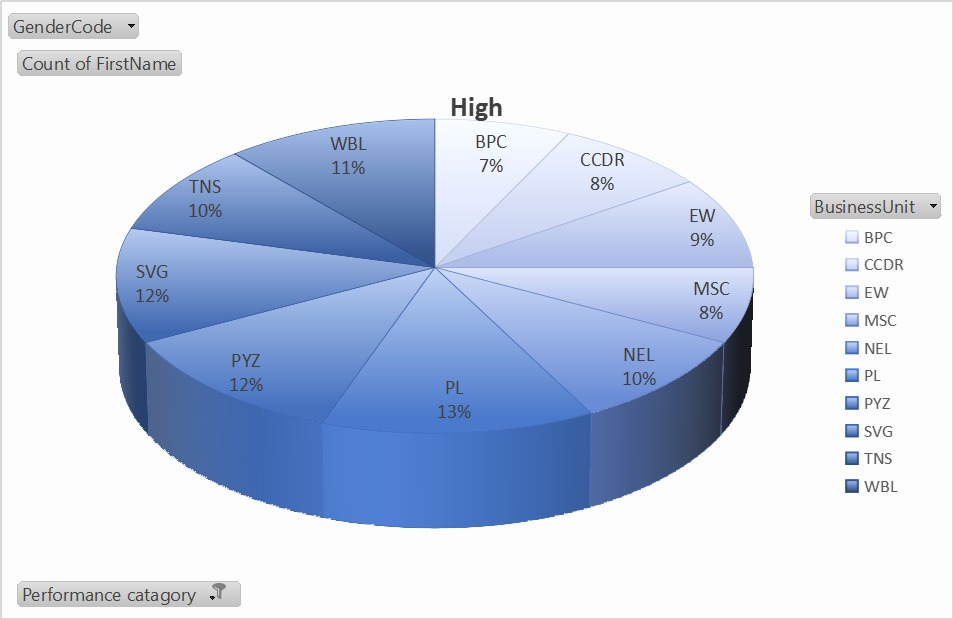 GenderCode
Count of FirstName
High
BPC
7%
CCDR
8%
EW
9%
MSC
8%
NEL
10%
PL
13%
PYZ
12%
SVG
12%
TNS
10%
WBL
11%
BusinessUnit
BPC
CCDR
EW
MSC
NEL
PL
PYZ
SVG
TNS
WBL
Performance catagory